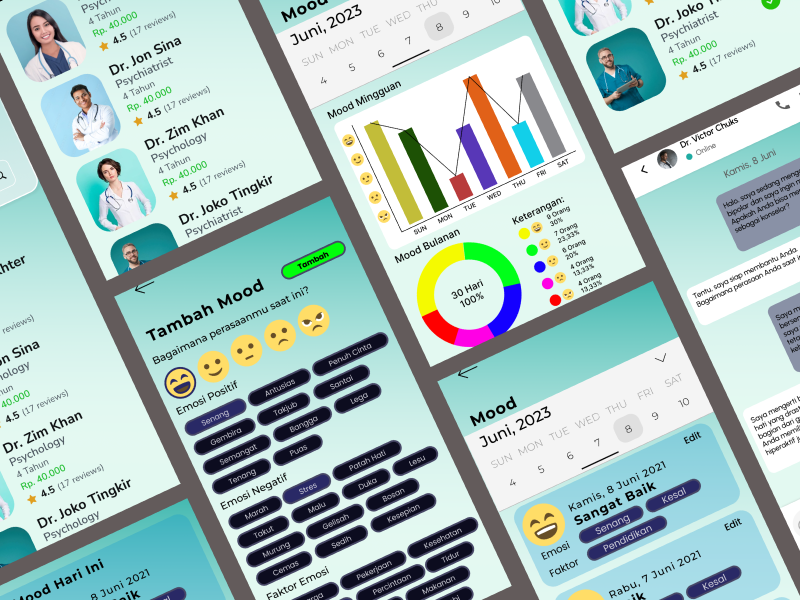 4 Tahun
Rp. 40,000
4.5 (17 reviews)
Dr. Jon Sina
Psychiatrist
4 Tahun
Rp. 40,000
4.5 (17 reviews)
Dr. Zim Khan
Psychology
4 Tahun
Rp. 40,000
4.5 (17 reviews)
Dr. Joko Tingkir
Psychiatrist
Mood
Juni, 2023
SUN MON TUE WED THU
4 5 6 7 8 9 10
Mood Mingguan
SUN MON TUE WED THU FRI SAT
Mood Bulanan
30 Hari
100%
Keterangan:
9 Orang
30%
7 Orang
23,33%
6 Orang
20%
4 Orang
13,33%
4 Orang
13,33%
Dr. Joko
Psychiatrist
4 Tahun
Rp. 40,000
4.5 (17 reviews)
Dr. Victor Chuks
Online
Kamis, 8 Juni
Halo, saya sedang
bipolar dan saya ingin
Apakah Anda bisa
sebagai konselor?
Tentu, saya siap membantu Anda.
Bagaimana perasaan Anda saat
Saya
Saya mengerti
hati yang
bagian dari
Anda
hiperaktif
Tambah
Tambah Mood
Bagaimana perasaanmu saat ini?
Emosi Positif
Senang Antusias Penuh Cinta
Gembira Takjub Santai
Semangat Bangga Lega
Tenang Puas
Emosi Negatif
Marah Stres Patah Hati
Takut Malu Duka Lesu
Murung Gelisah Bosan
Cemas Sedih Kesepian
Faktor Emosi
Pekerjaan Kesehatan
Percintaan Tidur
Makanan
Mood
Juni, 2023
SUN MON TUE WED THU FRI SAT
4 5 6 7 8 9 10
Edit
Kamis, 8 Juni 2021
Sangat Baik
Emosi Senang Kesal
Faktor Pendidikan
Edit
Rabu, 7 Juni 2021
Kesal
reviews)
4 Tahun
4.5 (17 reviews)
Dr. Zim Khan
Psychology
4 Tahun
Rp. 40,000
4.5 (17 reviews)
Dr. Joko Tingkir
Psychology
Mood Hari Ini
8 Juni 2021